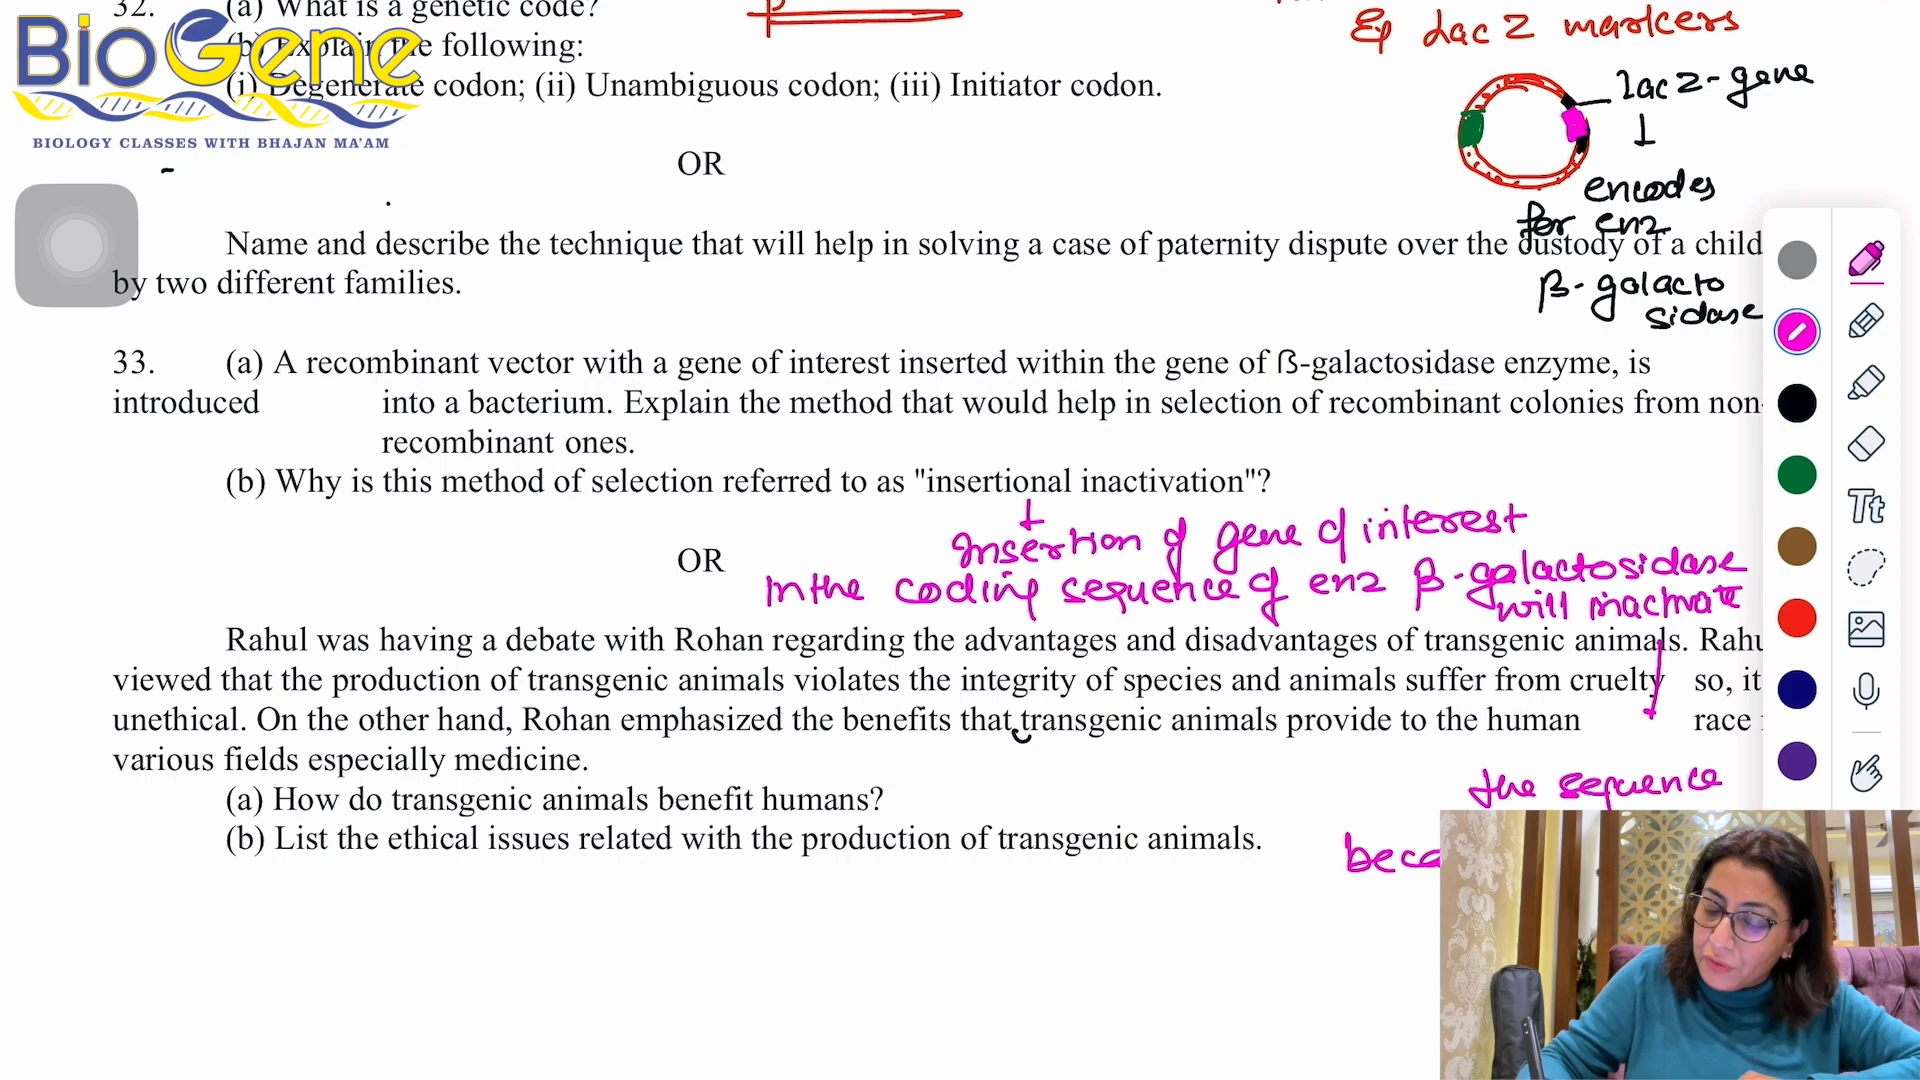 32. (a) What is a genetic code?
Ex Lac Z markers
BioGene
(b) Explain the following:
(i) Degenerate codon; (ii) Unambiguous codon; (iii) Initiator codon.
lac z-gene
BIOLOGY CLASSES WITH BHAJAN MA'AM
OR
encodes
for enz
Name and describe the technique that will help in solving a case of paternity dispute over the custody of a child
by two different families.
β-galacto
sidase
33. (a) A recombinant vector with a gene of interest inserted within the gene of ß-galactosidase enzyme, is
introduced into a bacterium. Explain the method that would help in selection of recombinant colonies from non-
recombinant ones.
(b) Why is this method of selection referred to as "insertional inactivation"?
Insertion of gene of interest
OR
In the coding sequence of enz β-galactosidase
will inactivate
Rahul was having a debate with Rohan regarding the advantages and disadvantages of transgenic animals.
viewed that the production of transgenic animals violates the integrity of species and animals suffer from cruelty so, it
unethical. On the other hand, Rohan emphasized the benefits that transgenic animals provide to the human race
various fields especially medicine.
the sequence
(a) How do transgenic animals benefit humans?
(b) List the ethical issues related with the production of transgenic animals.
Tt